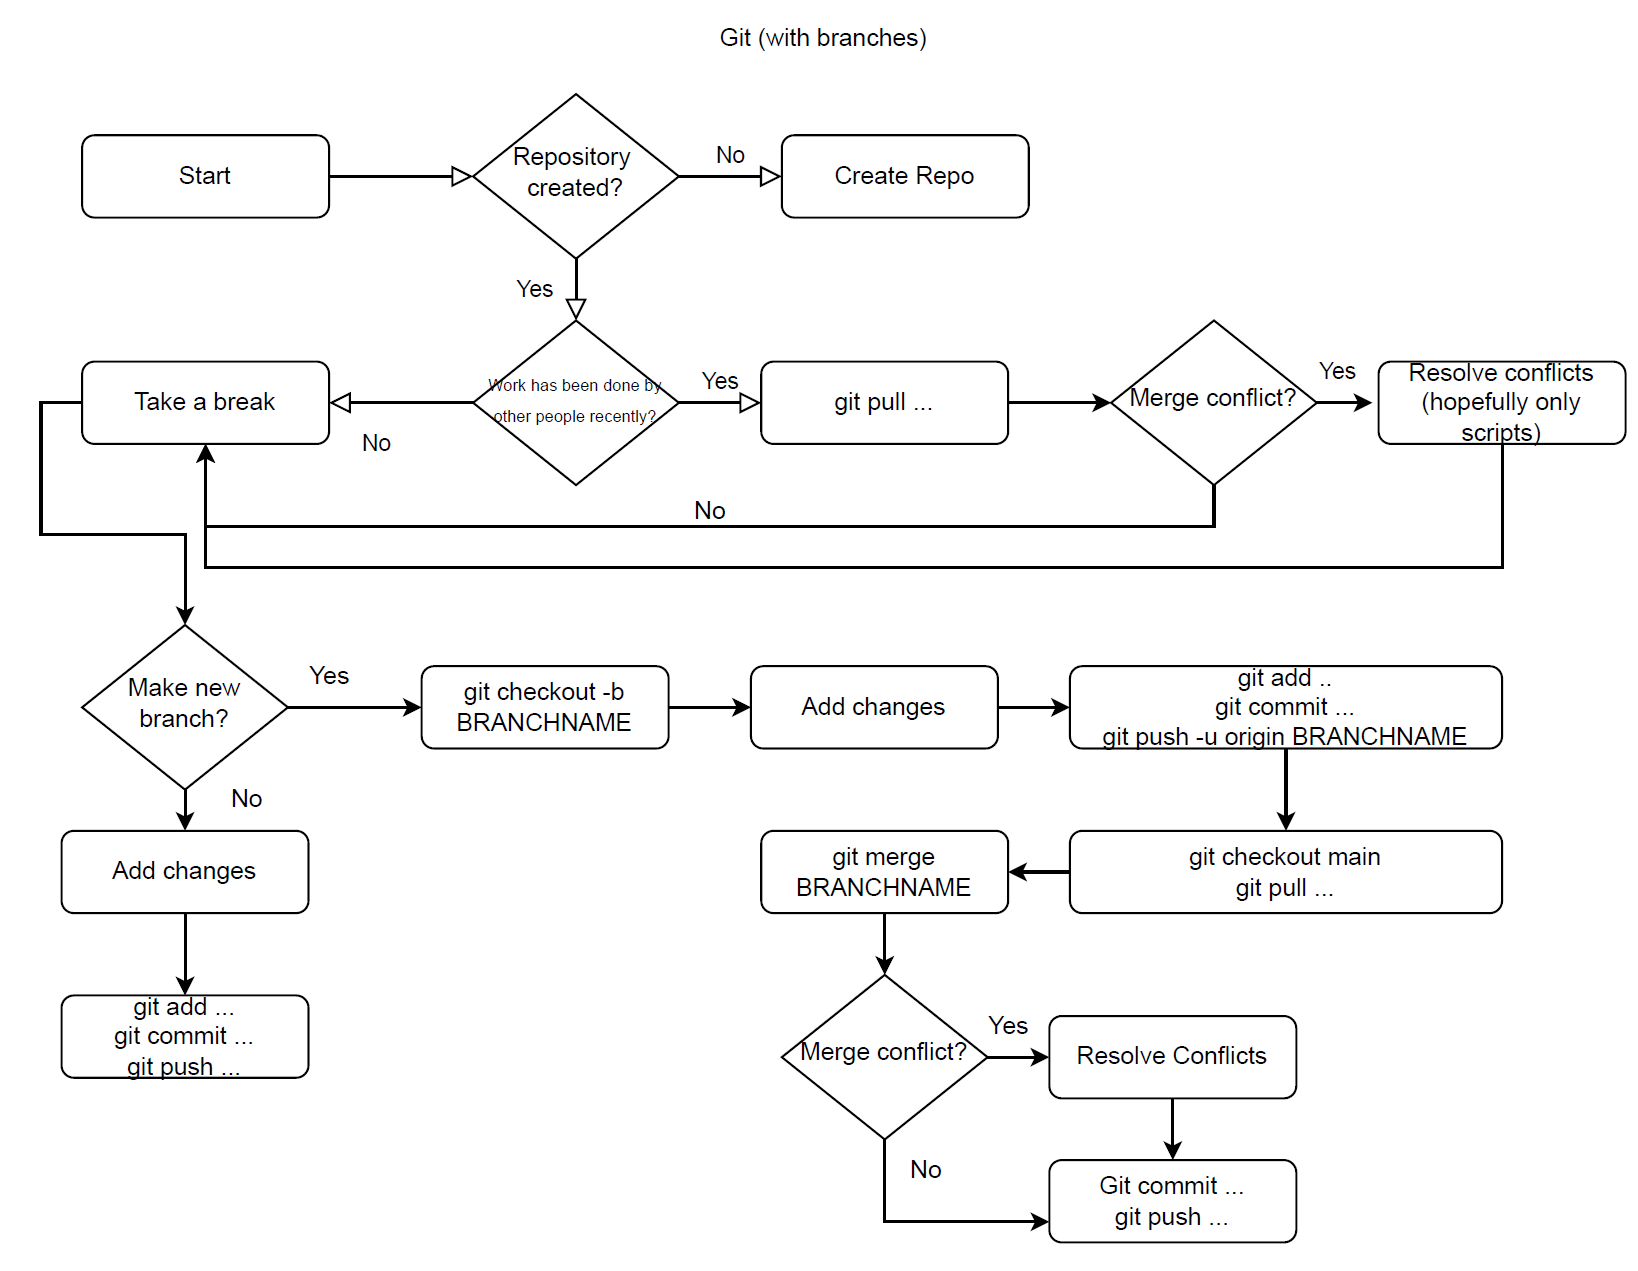 Git (with branches)
Start
Repository
created?
No
Create Repo
Yes
Take a break
No
Work has been done by
other people recently?
Yes
git pull ...
Merge conflict?
Yes
Resolve conflicts
(hopefully only
scripts)
No
Make new
branch?
Yes
git checkout -b
BRANCHNAME
Add changes
git add ..
git commit ...
git push -u origin BRANCHNAME
No
Add changes
git add ...
git commit ...
git push ...
git checkout main
git pull ...
git merge
BRANCHNAME
Merge conflict?
Yes
Resolve Conflicts
No
Git commit ...
git push ...